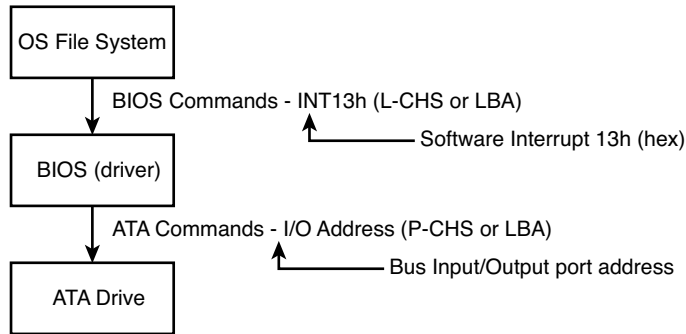 OS File System
BIOS Commands - INT13h (L-CHS or LBA)
Software Interrupt 13h (hex)
BIOS (driver)
ATA Commands - I/O Address (P-CHS or LBA)
Bus Input/Output port address
ATA Drive